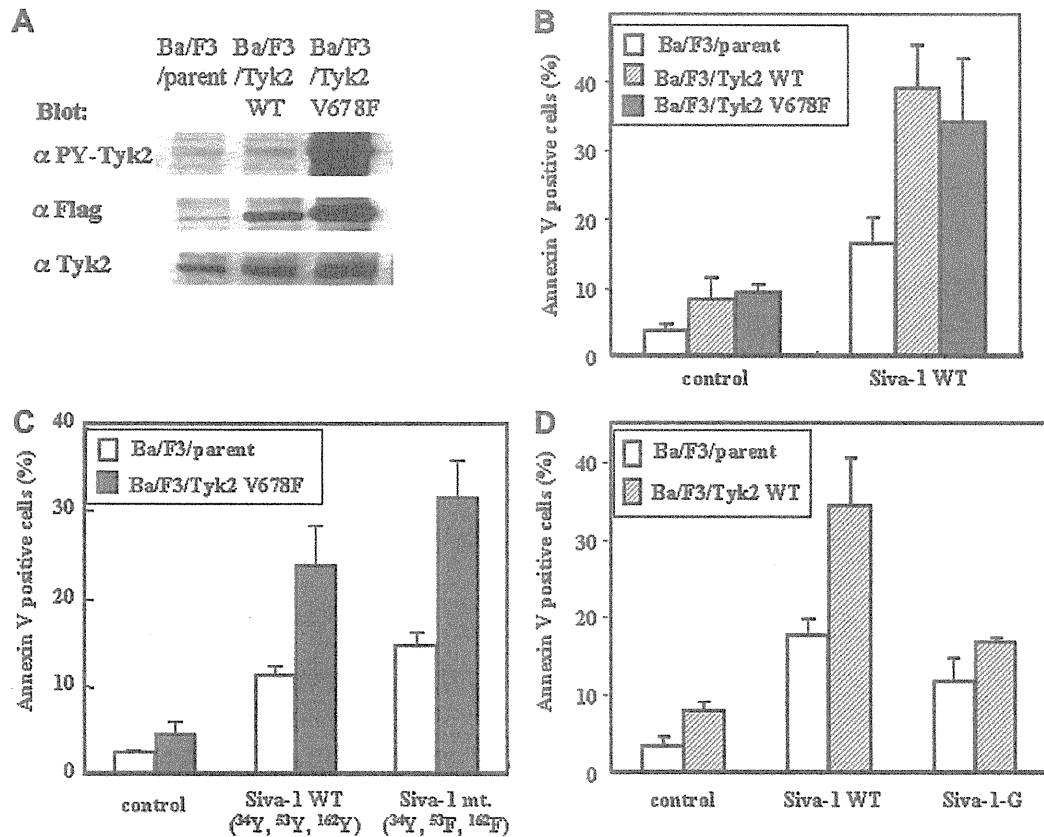 A
Ba/F3 Ba/F3 Ba/F3
/parent /Tyk2 /Tyk2
Blot: WT V678F
α PY-Tyk2
α Flag
α Tyk2
B
Annexin V positive cells (%)
40
30
20
10
0
Ba/F3/parent
Ba/F3/Tyk2 WT
Ba/F3/Tyk2 V678F
control Siva-1 WT
C
Annexin V positive cells (%)
40
30
20
10
0
Ba/F3/parent
Ba/F3/Tyk2 V678F
control Siva-1 WT Siva-1 mt.
(³⁴Y, ⁵³Y, ¹⁶²Y) (³⁴Y, ⁵³F, ¹⁶²F)
D
Annexin V positive cells (%)
40
30
20
10
0
Ba/F3/parent
Ba/F3/Tyk2 WT
control Siva-1 WT Siva-1-G